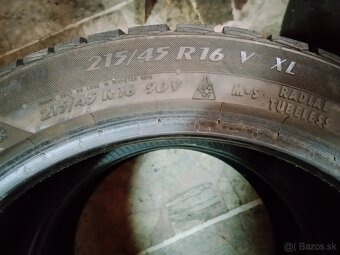 215/45 R16 V XL
215/45 R16 90V M+S RADIAL
TUBELESS
© Bazos.sk